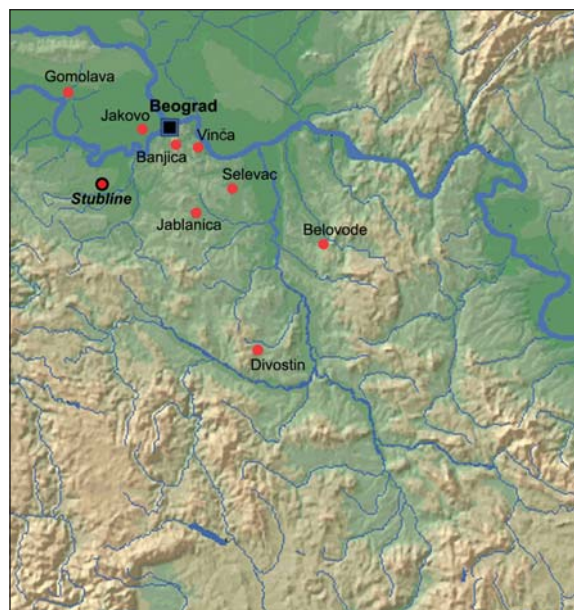 Gomolava
Beograd
Jakovo
Vinča
Banjica
Selevac
Stubline
Jablanica
Belovode
Divostin